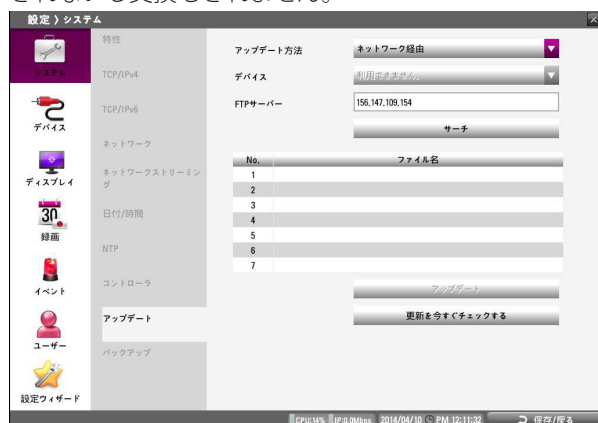 されないし交換もされません。
設定 〉システム
特性
アップデート方法
ネットワーク経由
システム
TCP/IPv4
デバイス
利用できません。
TCP/IPv6
FTPサーバー
156.147.109.154
デバイス
サーチ
ネットワーク
No.
ファイル名
ネットワークストリーミング
1
ディスプレイ
2
日付/時間
3
30
4
録画
5
NTP
6
7
コントローラ
アップデート
イベント
アップデート
更新を今すぐチェックする
ユーザー
バックアップ
設定ウィザード
CPU:14%
IP:0.0Mbps
2014/04/10
PM 12:11:32
保存/戻る